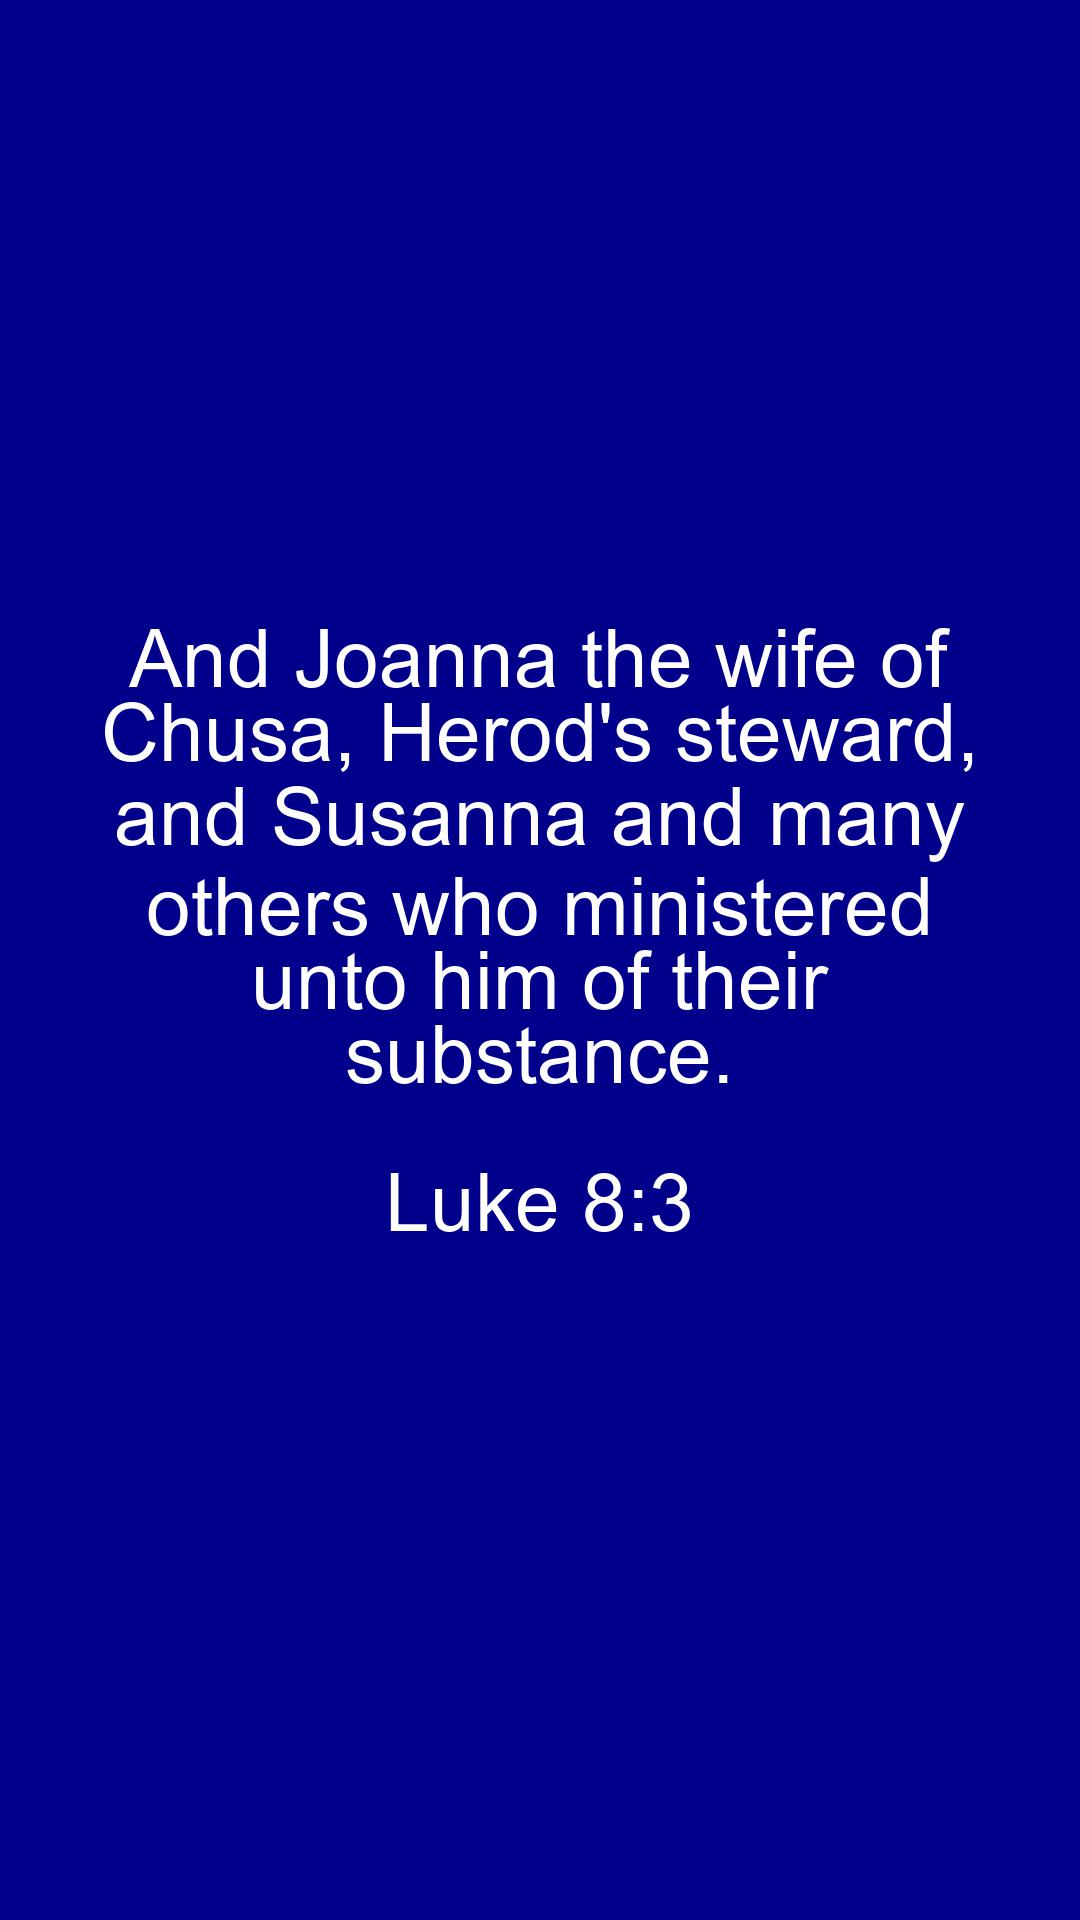 And Joanna the wife of
Chusa, Herod's steward,
and Susanna and many
others who ministered
unto him of their
substance.
Luke 8:3